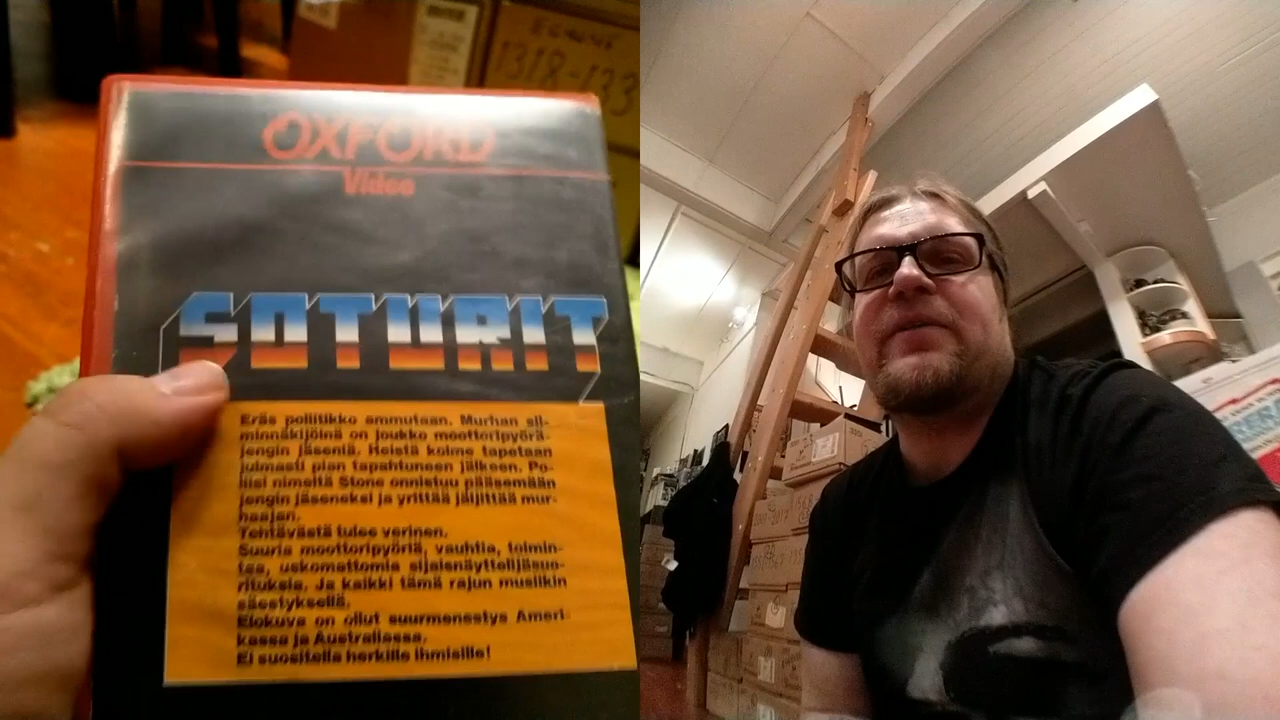 OXFORD
Video
SOTURIT
Eräs poliitikko ammutaan. Murhan sil-
minnäkijöinä on joukko moottoripyörä-
jengin jäseniä. Heistä kolme tapetaan
julmasti pian tapahtuneen jälkeen. Po-
liisi nimeltä Stone onnistuu pääsemään
jengin jäseneksi ja yrittää jäljittää mur-
haajan.
Tehtävästä tulee verinen.
Suuria moottoripyöriä, vauhtia, toimin-
taa, uskomattomia sijaisnäyttelijäsuo-
rituksia. Ja kaikki tämä rajun musiikin
säestyksellä.
Elokuva on ollut suurmenestys Ameri-
kassa ja Australiassa.
Ei suositella herkille ihmisille!
1318-133